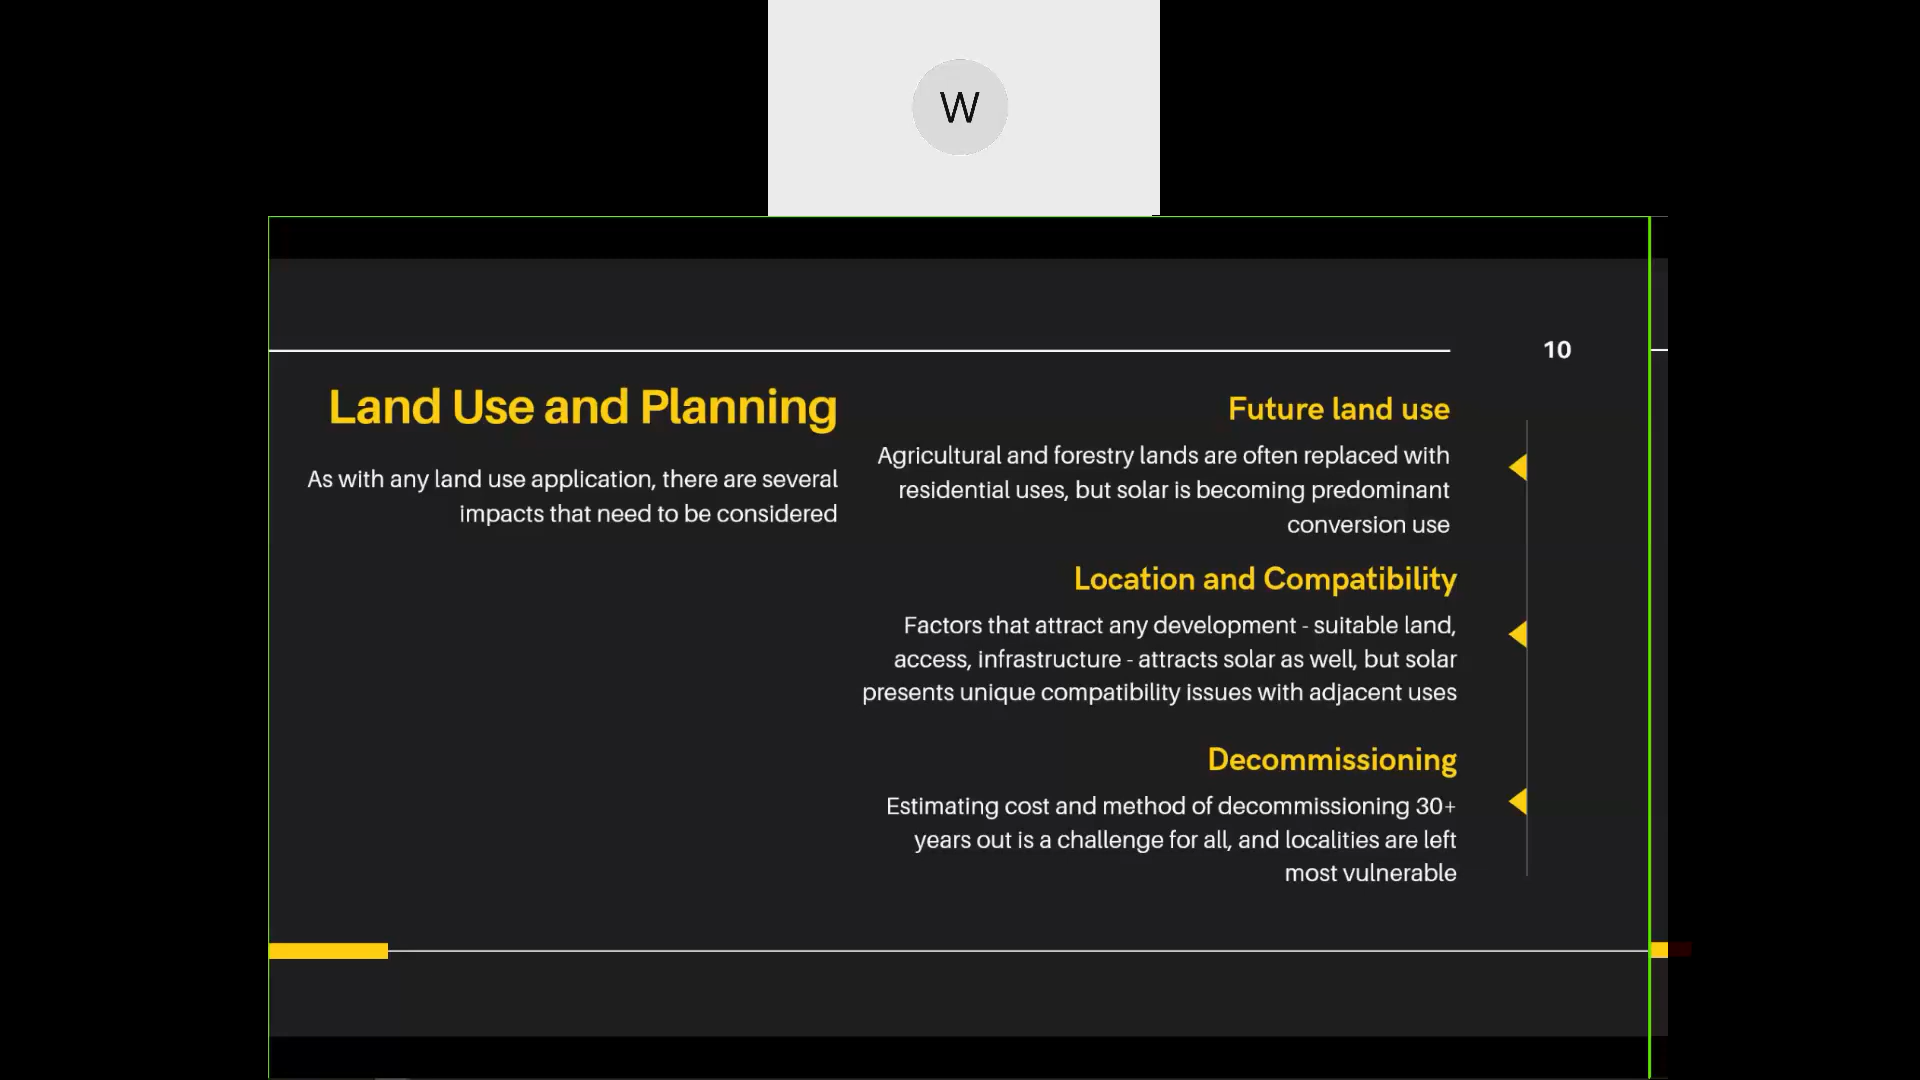 W
10
Land Use and Planning
As with any land use application, there are several
impacts that need to be considered
Future land use
Agricultural and forestry lands are often replaced with
residential uses, but solar is becoming predominant
conversion use
Location and Compatibility
Factors that attract any development - suitable land,
access, infrastructure - attracts solar as well, but solar
presents unique compatibility issues with adjacent uses
Decommissioning
Estimating cost and method of decommissioning 30+
years out is a challenge for all, and localities are left
most vulnerable